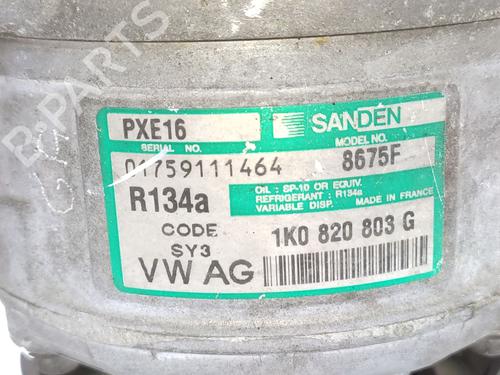 PXE16
SANDEN
SERIAL NO.
MODEL NO.
01759111464
8675F
R134a
OIL : SP-10 OR EQUIV.
REFRIGERANT : R134a
VARIABLE DISP.
MADE IN FRANCE
CODE
SY3
1K0 820 803 G
VW AG
B-PARTS